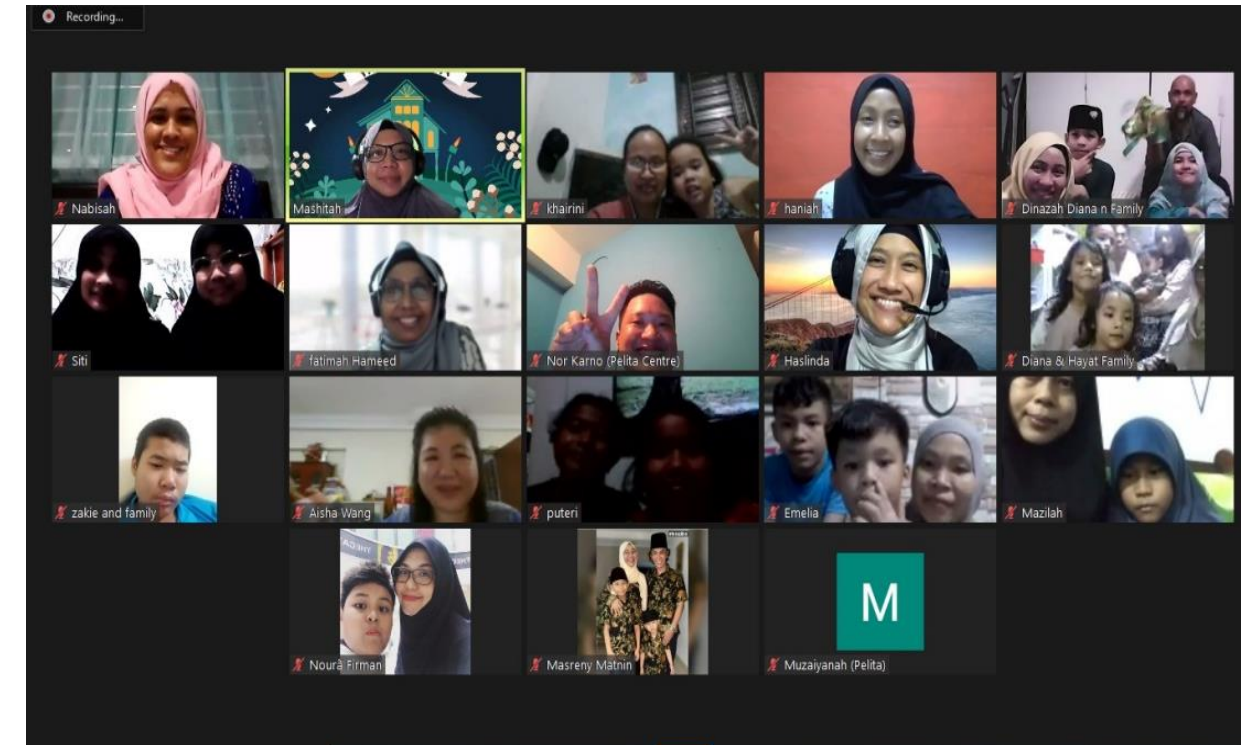 Recording...
Nabisah
Mashitah
khairini
haniah
Dinazah Diana n Family
Siti
fatimah Hameed
Nor Karno (Pelita Centre)
Haslinda
Diana & Hayat Family
zakie and family
Aisha Wang
puteri
Emelia
Mazilah
Nourâ Firman
Masreny Matnin
M
Muzaiyanah (Pelita)